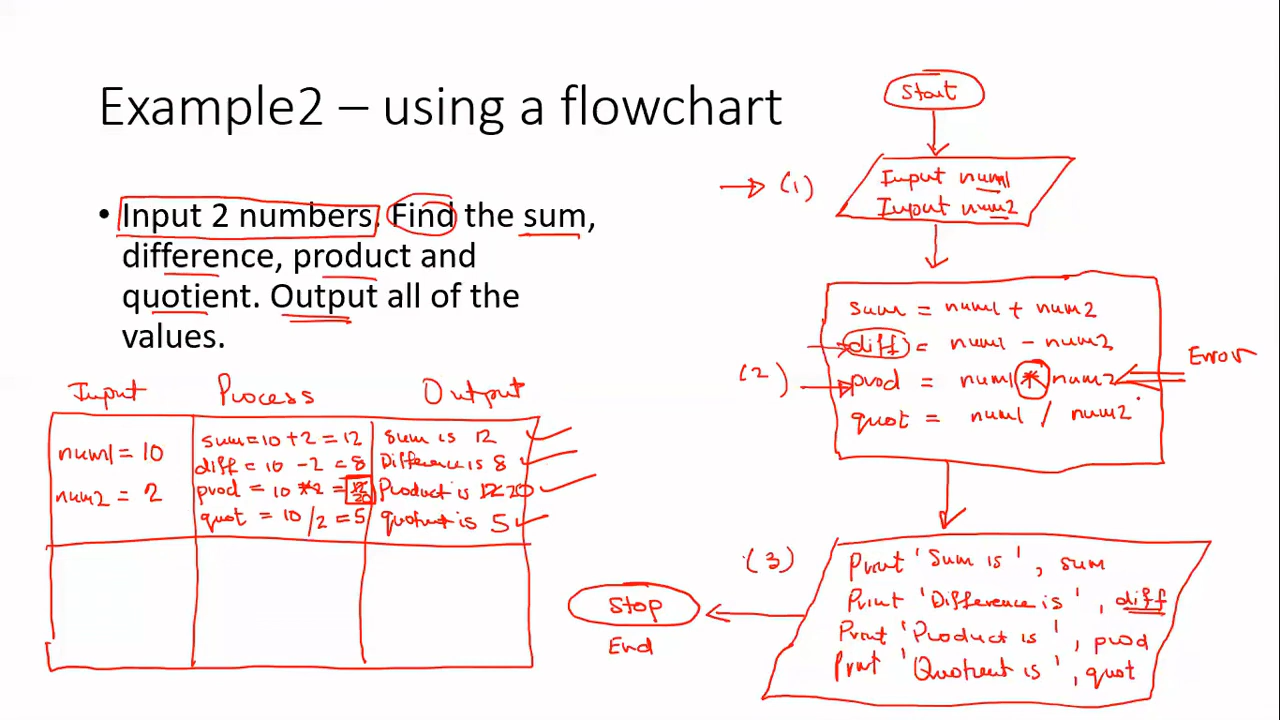 Example2 – using a flowchart
• Input 2 numbers. Find the sum,
difference, product and
quotient. Output all of the
values.
Input Process Output
num1 = 10
num2 = 2
sum = 10 + 2 = 12
diff = 10 - 2 = 8
prod = 10 * 2 = 20
quot = 10 / 2 = 5
Sum is 12
Difference is 8
Product is 12 20
quotient is 5
Start
(1)
Input num1
Input num2
(2)
sum = num1 + num2
diff = num1 - num2
prod = num1 * num2
quot = num1 / num2
Error
(3)
Print 'Sum is ', sum
Print 'Difference is ', diff
Print 'Product is ', prod
Print 'Quotient is ', quot
Stop
End